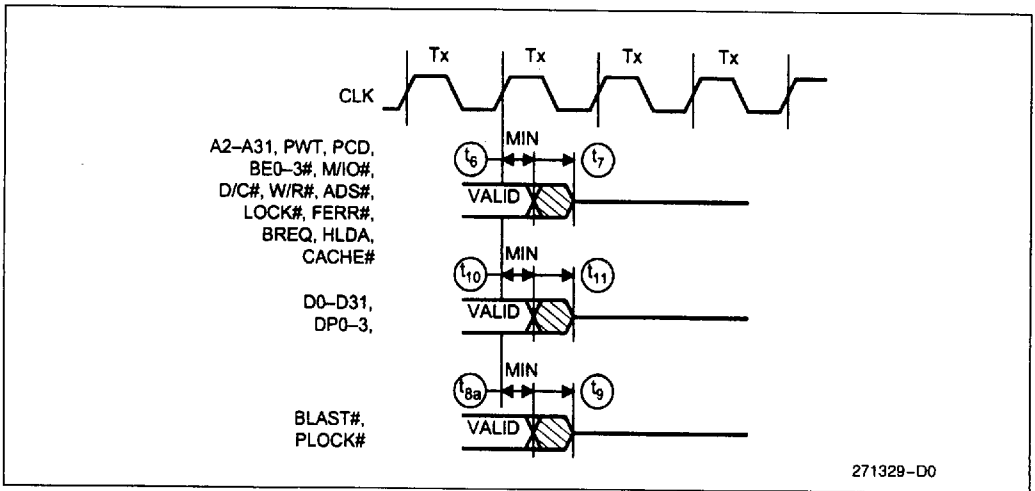 Tx Tx Tx Tx
CLK
MIN
A2–A31, PWT, PCD,
BE0–3#, M/IO#,
D/C#, W/R#, ADS#,
LOCK#, FERR#,
BREQ, HLDA,
CACHE#
t6 t7
VALID
MIN
t10 t11
D0–D31,
DP0–3,
VALID
MIN
t8a t9
BLAST#,
PLOCK#
VALID
271329–D0